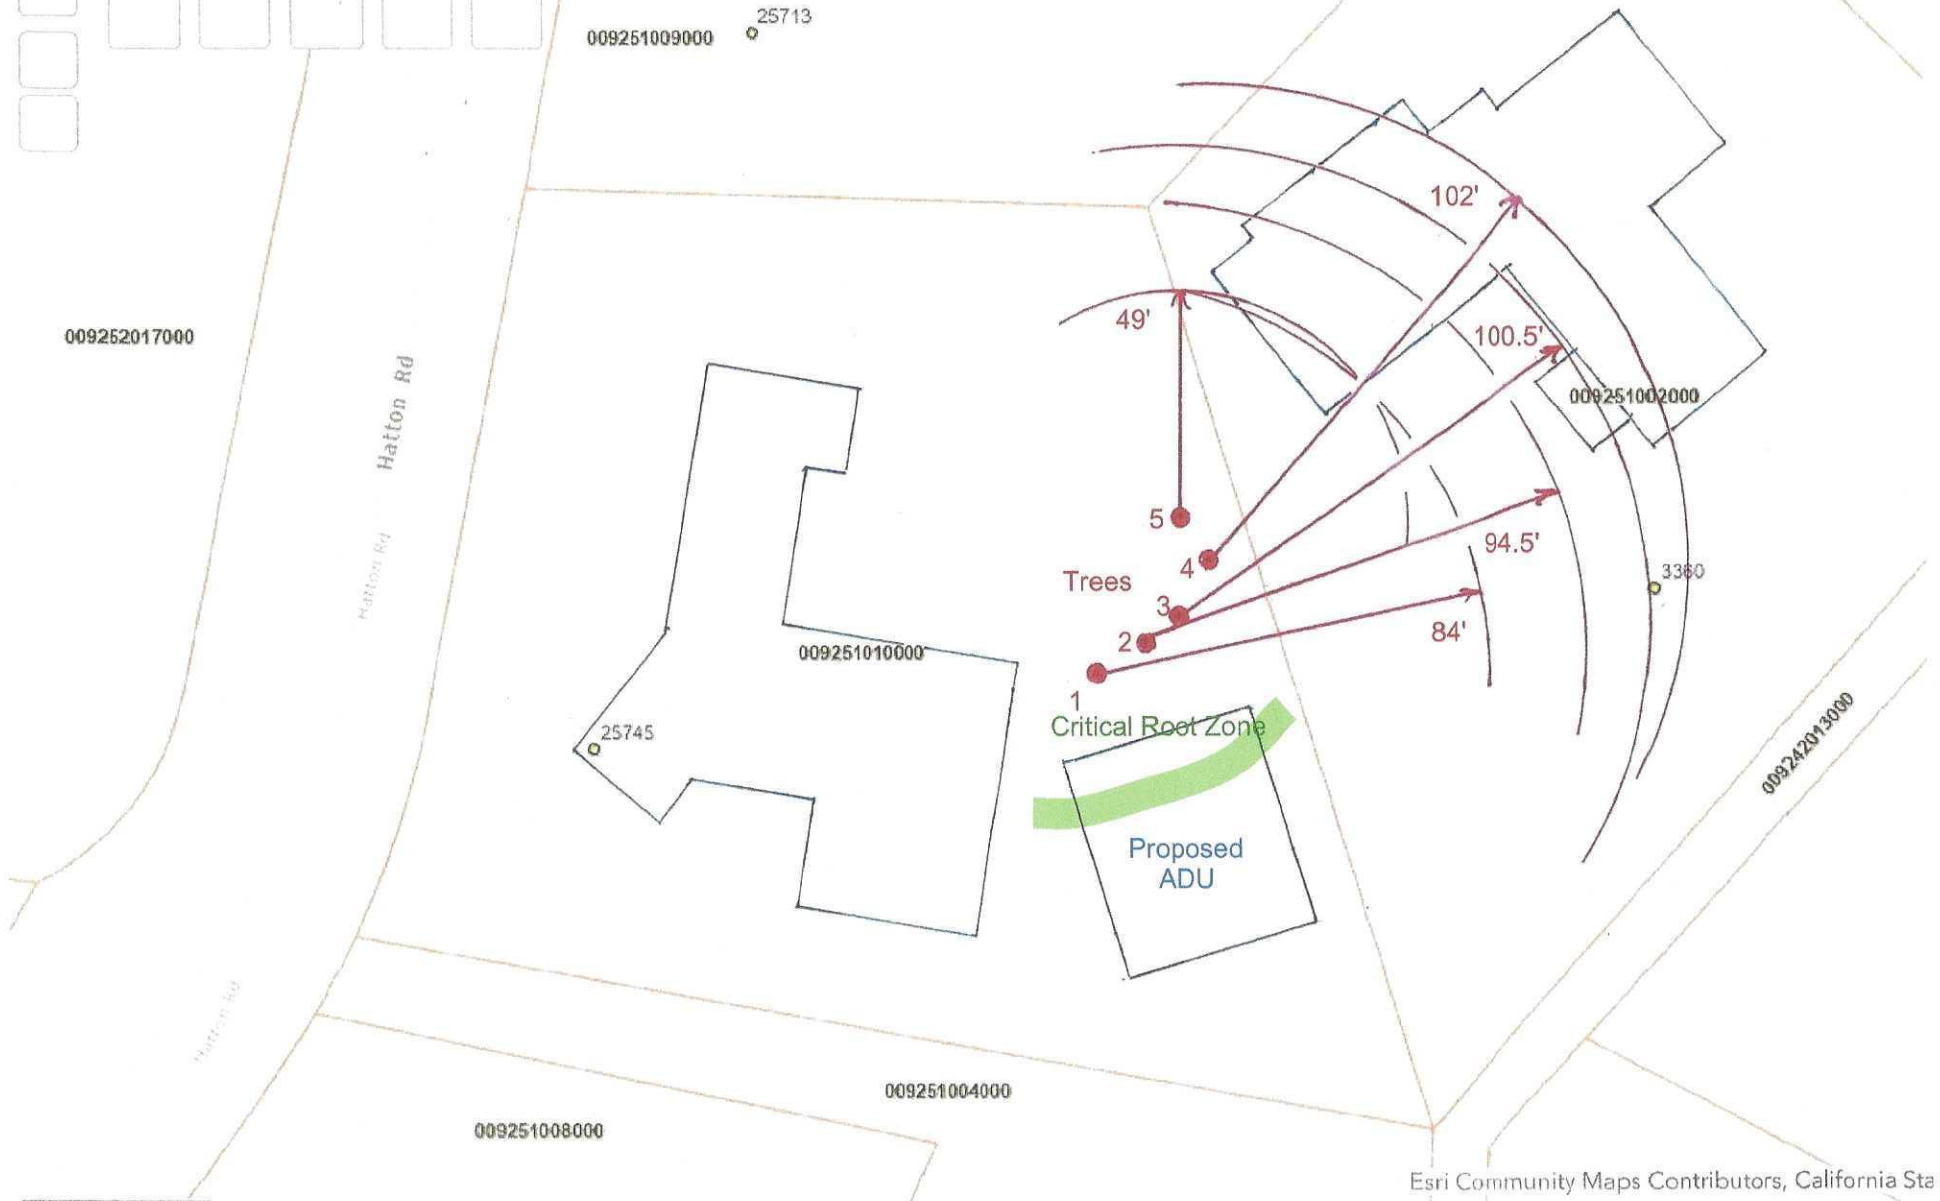 25713
009251009000
102'
49'
100.5'
009252017000
Hatton Rd
009251002000
5
94.5'
4
3360
Trees
3
Hatton Rd
2
84'
009251010000
1
Critical Root Zone
25745
009242013000
Proposed
ADU
Hatton Rd
009251004000
009251008000
Esri Community Maps Contributors, California Sta